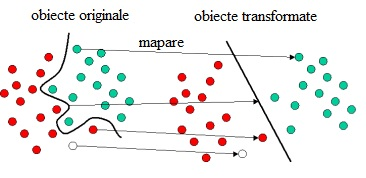 obiecte originale
obiecte transformate
mapare